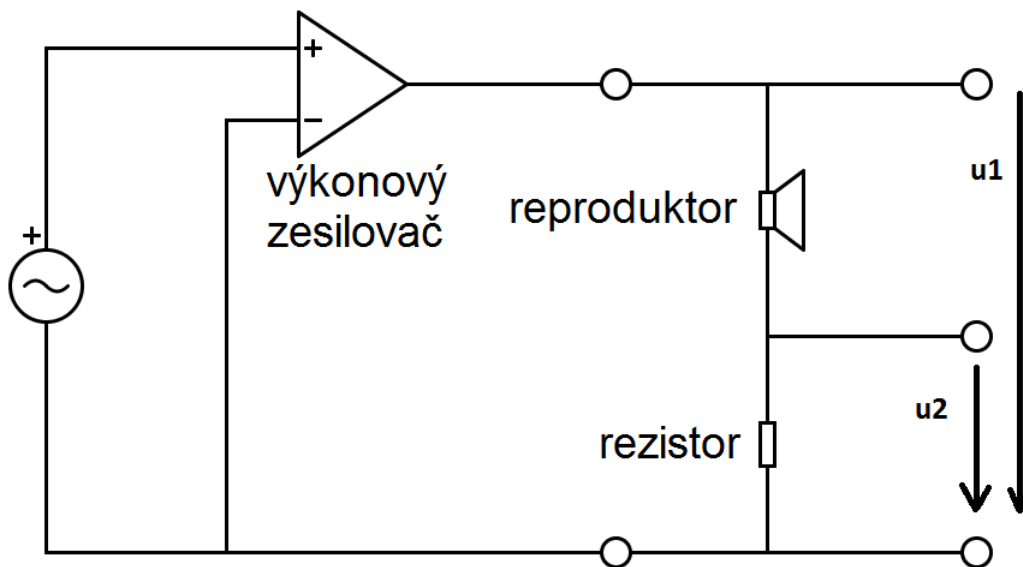 +
−
výkonový
zesilovač
+
reproduktor
rezistor
u1
u2